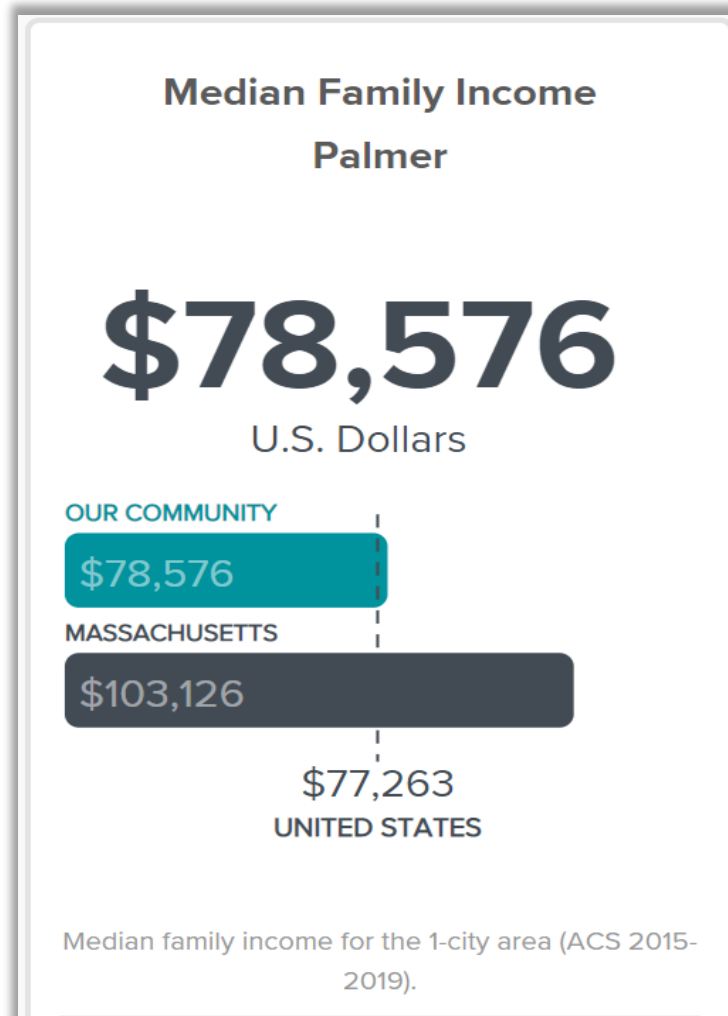 Median Family Income
Palmer
$78,576
U.S. Dollars
OUR COMMUNITY
$78,576
MASSACHUSETTS
$103,126
$77,263
UNITED STATES
Median family income for the 1-city area (ACS 2015-
2019).